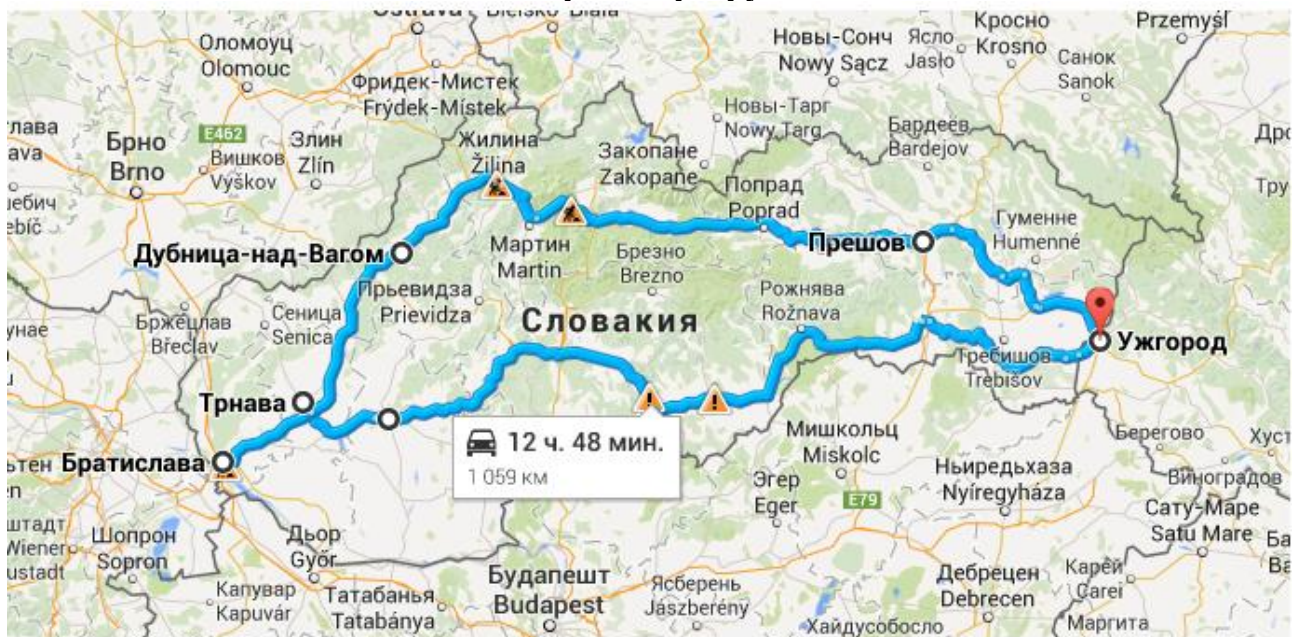 Ostrava
Bielsko-Biała
Кросно
Krosno
Przemyśl
Оломоуц
Olomouc
Новы-Сонч
Nowy Sącz
Ясло
Jasło
Санок
Sanok
Фридек-Мистек
Frýdek-Místek
Новы-Тарг
Nowy Targ
Бардеев
Bardejov
Брно
Brno
E462
Вишков
Vyškov
Злин
Zlín
Жилина
Žilina
Закопане
Zakopane
Попрад
Poprad
Гуменне
Humenné
Дубница-над-Вагом
Мартин
Martin
Брезно
Brezno
Прешов
Прьевидза
Prievidza
Рожнява
Rožnava
Бржецлав
Břeclav
Сеница
Senica
Словакия
Ужгород
Требишов
Trebišov
Трнава
12 ч. 48 мин.
1 059 км
Братислава
Мишкольц
Miskolc
Берегово
Эгер
Eger
E79
Ньиредьхаза
Nyíregyháza
Виноградов
Сату-Маре
Satu Mare
Шопрон
Sopron
Дьор
Győr
Капувар
Kapuvár
Татабанья
Tatabánya
Будапешт
Budapest
Ясберень
Jászberény
Дебрецен
Debrecen
Карей
Carei
Хайдусобосло
Маргита